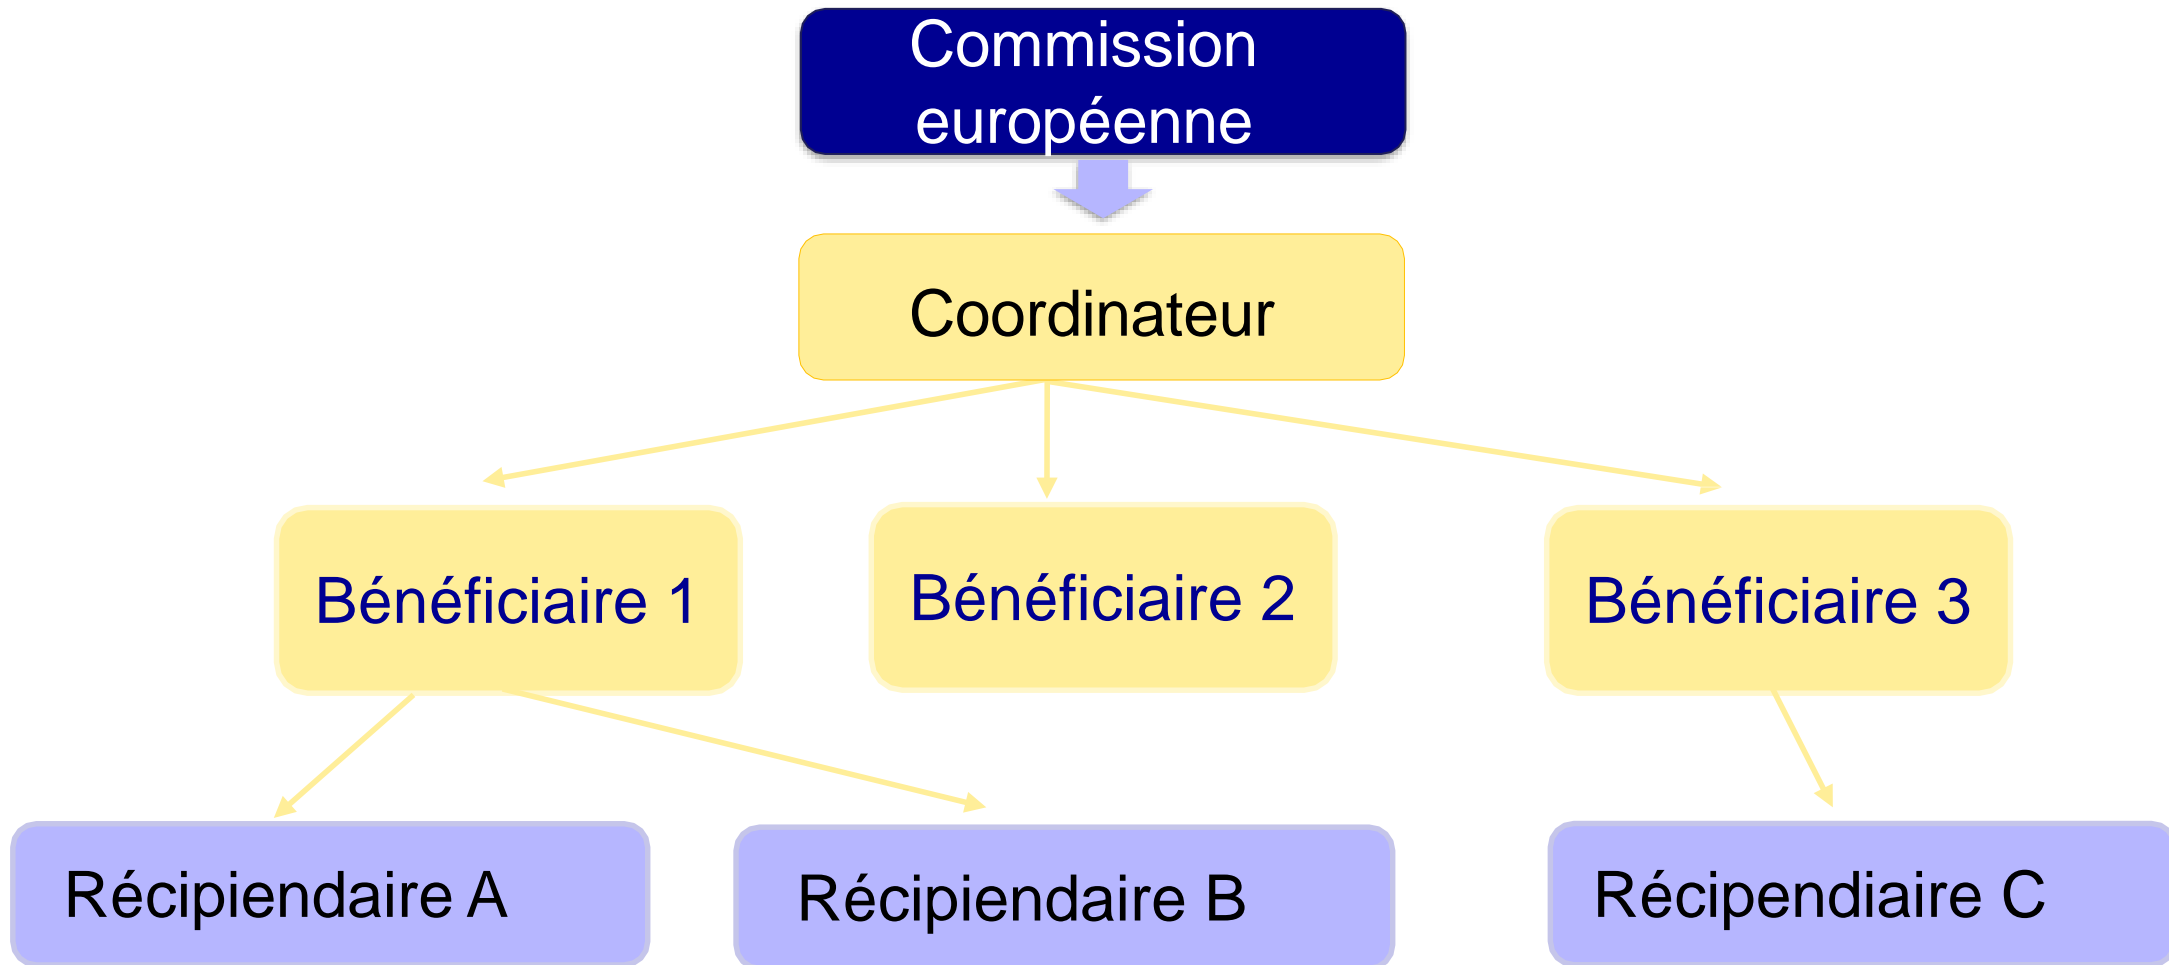 Commission
européenne
Coordinateur
Bénéficiaire 1
Bénéficiaire 2
Bénéficiaire 3
Récipiendaire A
Récipiendaire B
Récipendiaire C